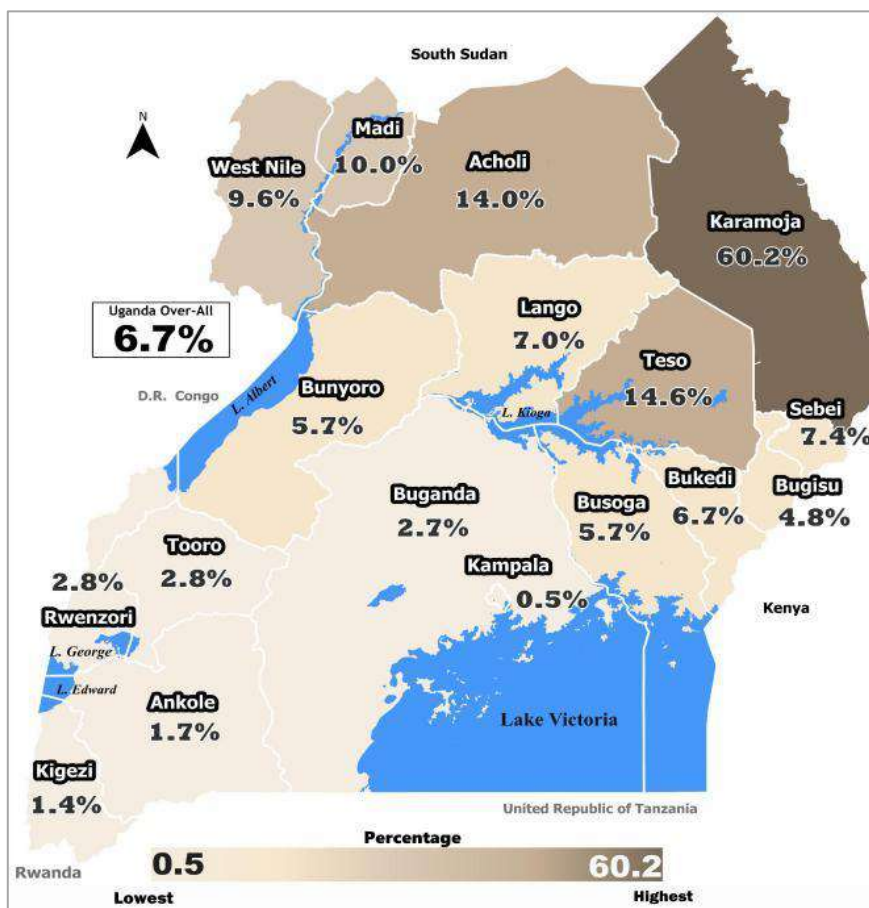 South Sudan
N
Madi
10.0%
West Nile
9.6%
Acholi
14.0%
Karamoja
60.2%
Uganda Over-All
6.7%
Lango
7.0%
Teso
14.6%
D.R. Congo
L. Albert
Bunyoro
5.7%
L. Kioga
Sebei
7.4%
Buganda
2.7%
Busoga
5.7%
Bukedi
6.7%
Bugisu
4.8%
Tooro
2.8%
Kampala
0.5%
2.8%
Rwenzori
Kenya
L. George
L. Edward
Ankole
1.7%
Lake Victoria
Kigezi
1.4%
United Republic of Tanzania
Percentage
0.5
60.2
Rwanda
Lowest
Highest